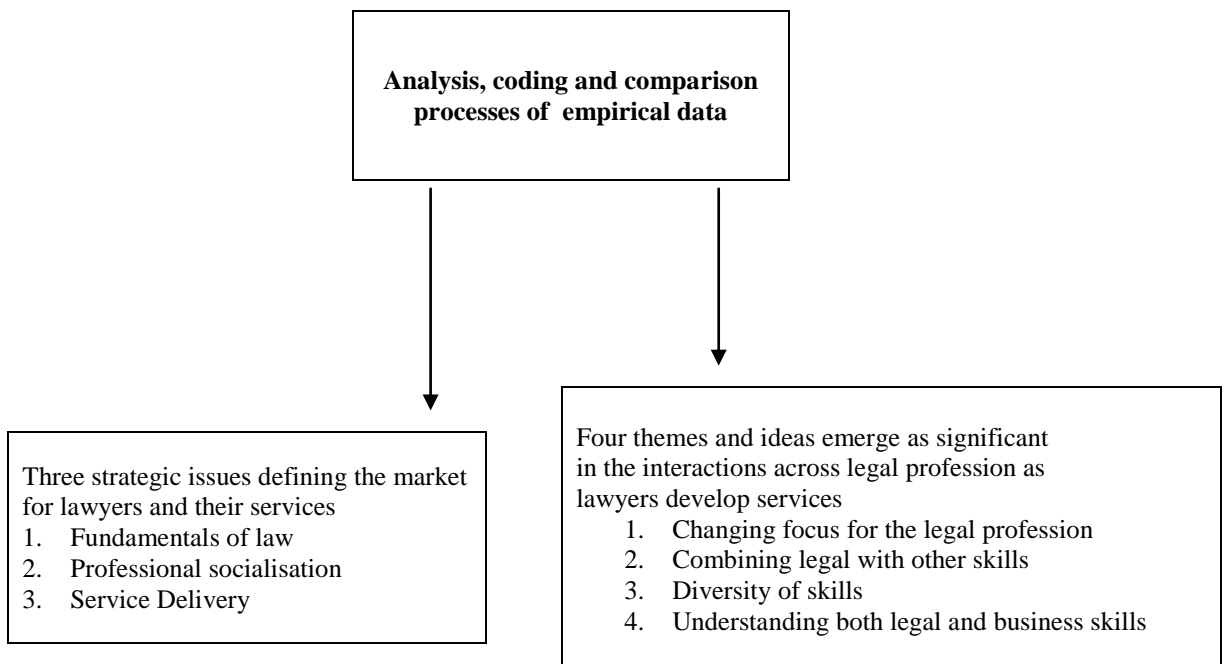 Analysis, coding and comparison
processes of empirical data
Three strategic issues defining the market
for lawyers and their services
1. Fundamentals of law
2. Professional socialisation
3. Service Delivery
Four themes and ideas emerge as significant
in the interactions across legal profession as
lawyers develop services
1. Changing focus for the legal profession
2. Combining legal with other skills
3. Diversity of skills
4. Understanding both legal and business skills